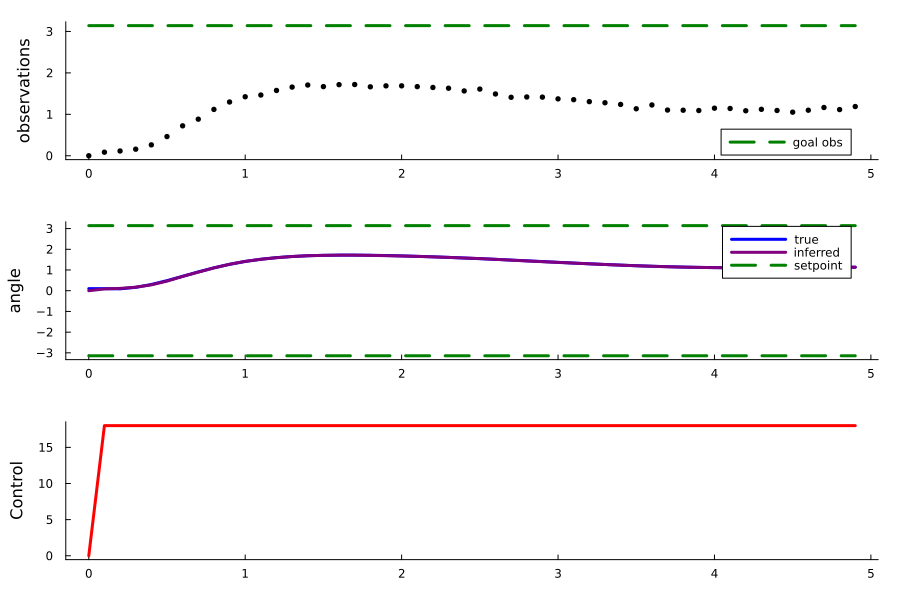 observations
3
2
1
0
goal obs
0 1 2 3 4 5
angle
3
2
1
0
−1
−2
−3
true
inferred
setpoint
0 1 2 3 4 5
Control
15
10
5
0
0 1 2 3 4 5